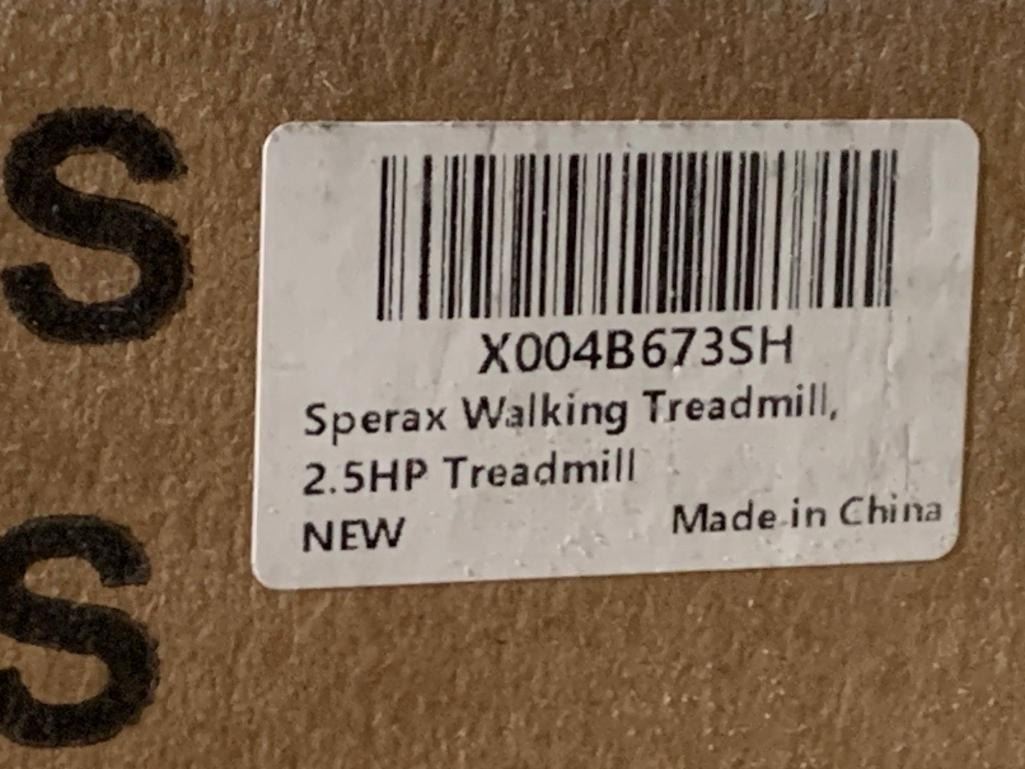 S
X004B673SH
Sperax Walking Treadmill,
2.5HP Treadmill
NEW
Made in China
S